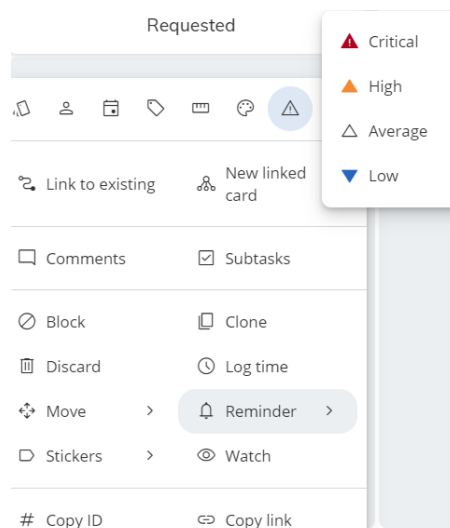 Requested
Critical
High
Average
Low
Link to existing
New linked
card
Comments
Subtasks
Block
Clone
Discard
Log time
Move
Reminder
Stickers
Watch
# Copy ID
Copy link